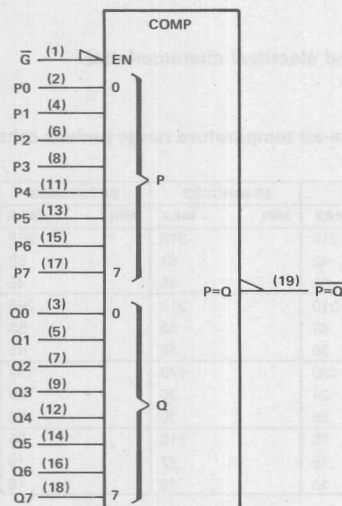 COMP
G̅ (1) EN
P0 (2) 0
P1 (4)
P2 (6)
P3 (8)
P4 (11) P
P5 (13)
P6 (15)
P7 (17) 7
P=Q (19) P=Q̅
Q0 (3) 0
Q1 (5)
Q2 (7)
Q3 (9)
Q4 (12) Q
Q5 (14)
Q6 (16)
Q7 (18) 7